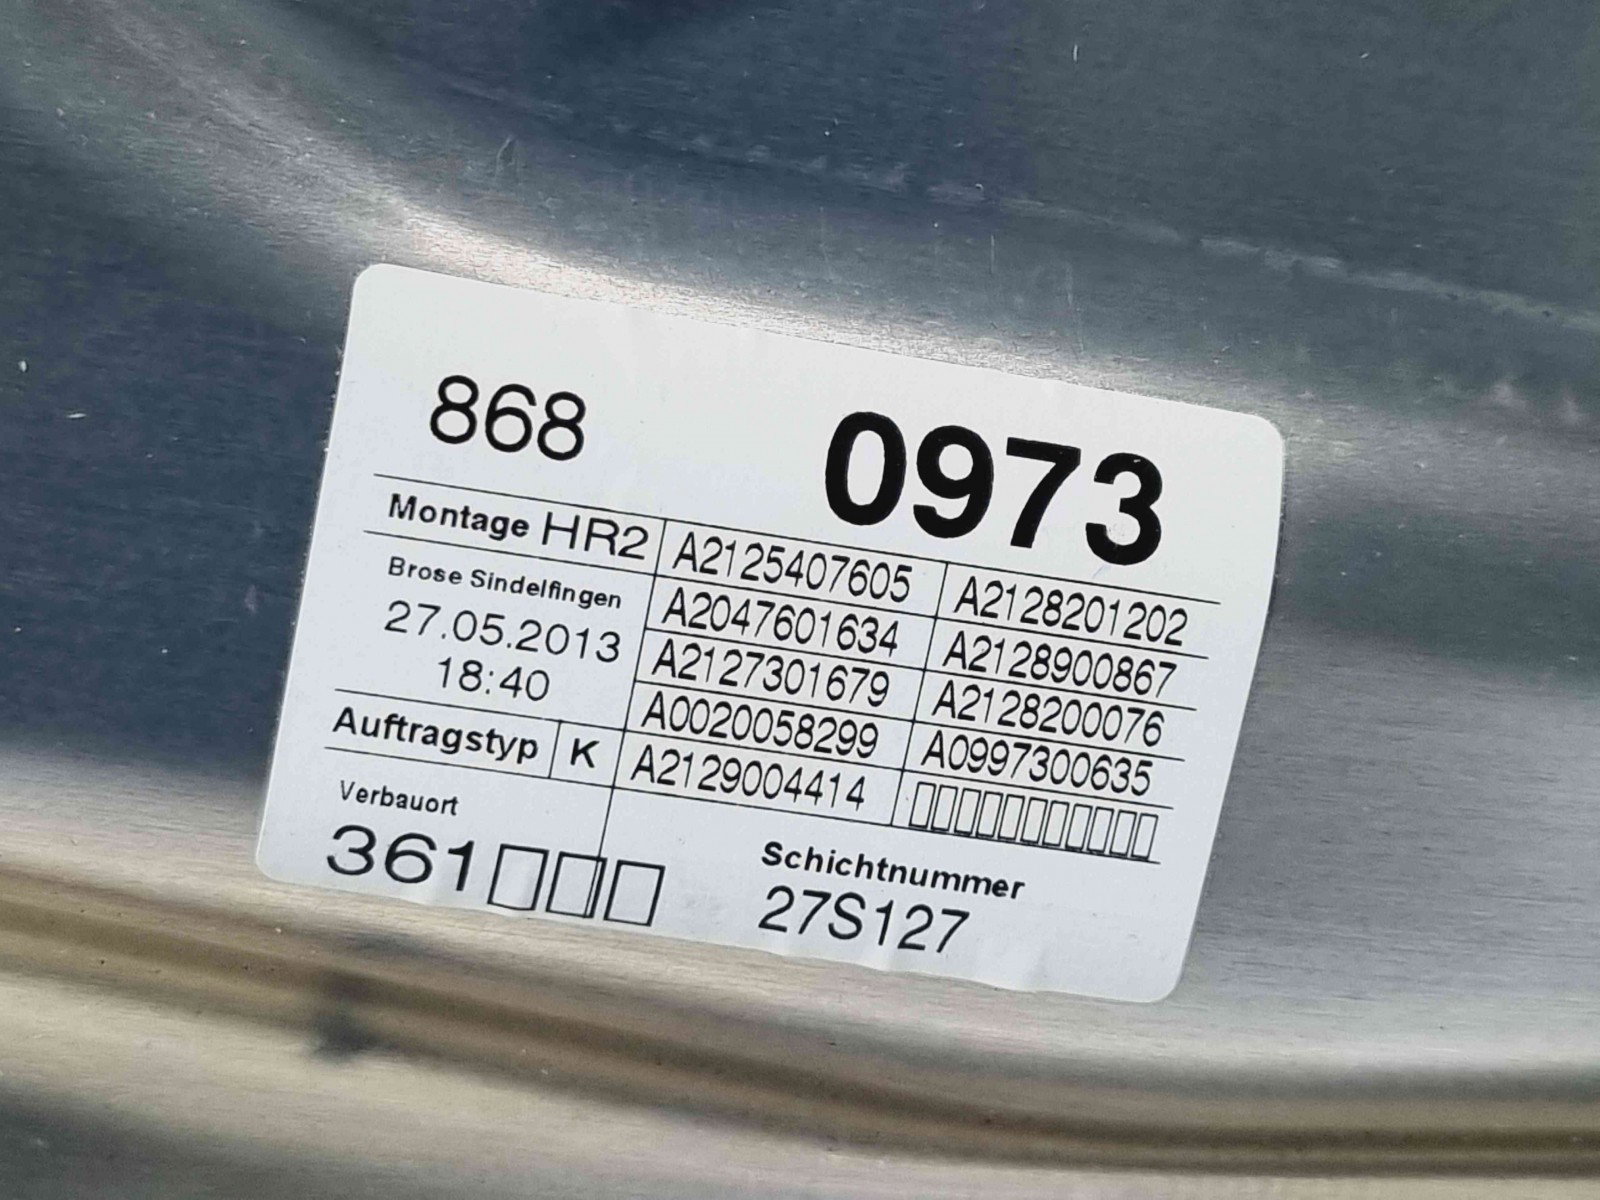 868 0973
Montage HR2 A2125407605 A2128201202
Brose Sindelfingen A2047601634 A2128900867
27.05.2013 A2127301679 A2128200076
18:40 A0020058299 A0997300635
Auftragstyp K A2129004414 □□□□□□□□□□□
Verbauort
361□□□
Schichtnummer
27S127